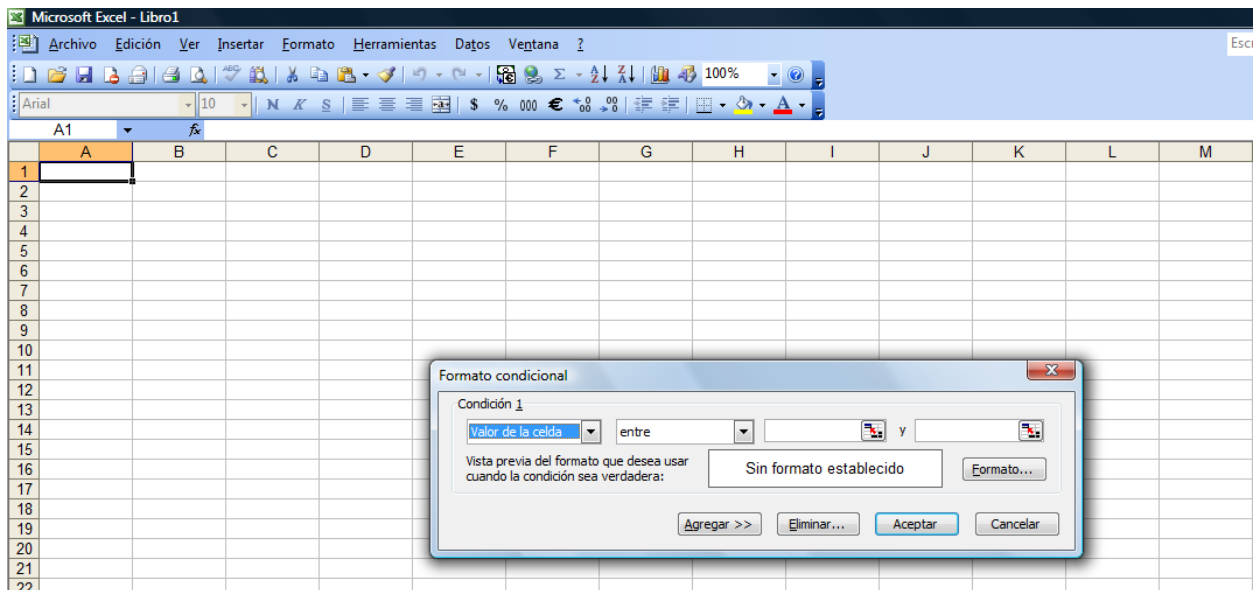 Microsoft Excel - Libro1
Archivo Edición Ver Insertar Formato Herramientas Datos Ventana ? Escr
100%
Arial 10 N K S $ % 000 €
A1 fx
A B C D E F G H I J K L M
1
2
3
4
5
6
7
8
9
10
11
12
13
14
15
16
17
18
19
20
21
22
Formato condicional
Condición 1
Valor de la celda entre y
Vista previa del formato que desea usar
cuando la condición sea verdadera:
Sin formato establecido
Formato...
Agregar >> Eliminar... Aceptar Cancelar